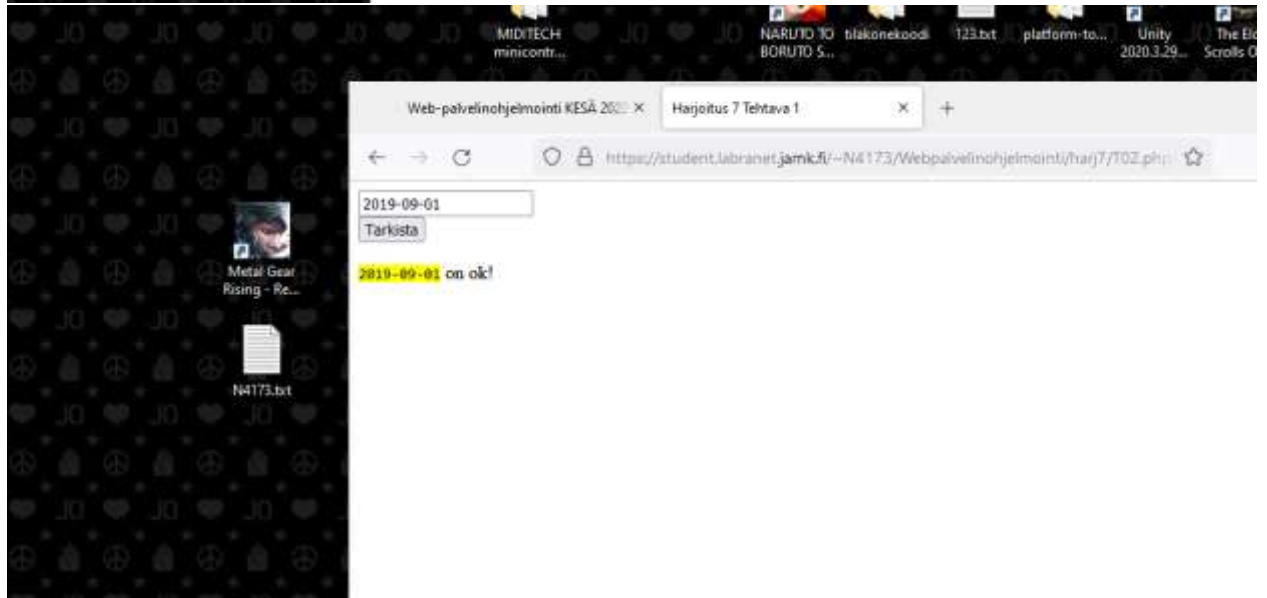 MIDITECH
minicontr...
NARUTO TO
BORUTO S...
tilakonekoodi
123.txt
platform-to...
Unity
2020.3.29...
The El
Scrolls O
Web-palvelinohjelmointi KESÄ 202
Harjoitus 7 Tehtava 1
https://student.labranet.jamk.fi/~N4173/Webpalvelinohjelmointi/harj7/T02.php
2019-09-01
Tarkista
2019-09-01 on ok!
Metal Gear
Rising - Re...
N4173.txt